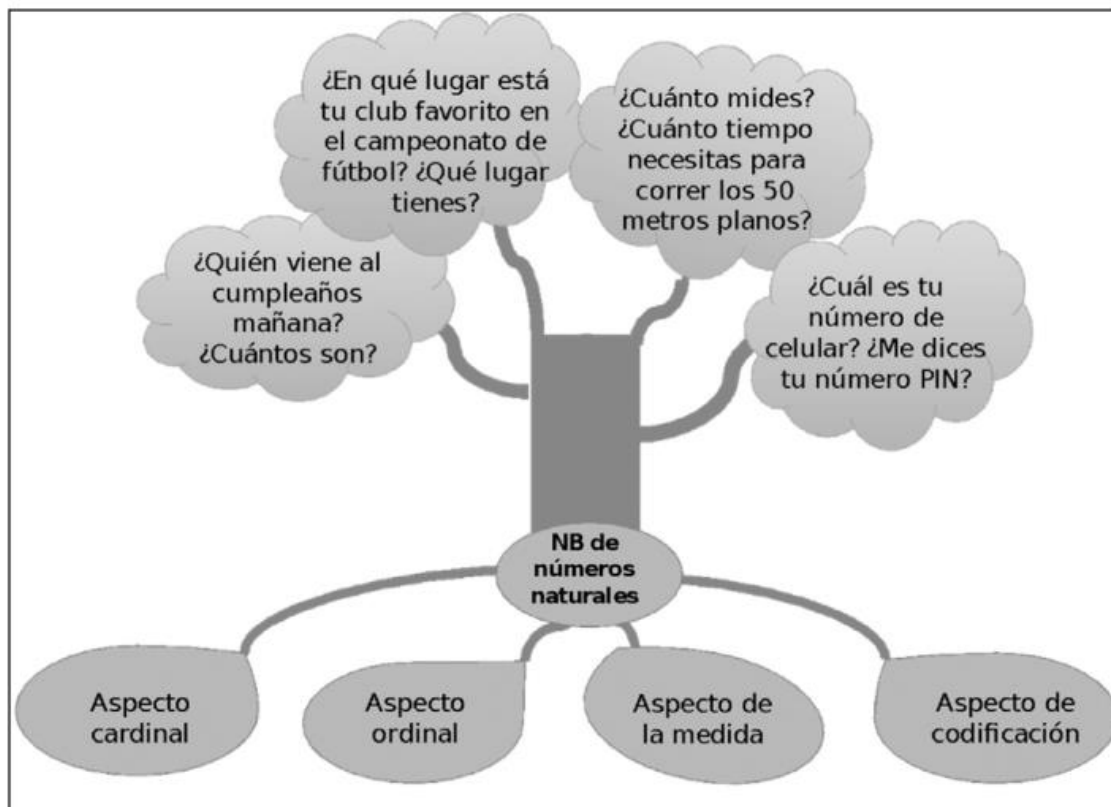 ¿En qué lugar está
tu club favorito en
el campeonato de
fútbol? ¿Qué lugar
tienes?
¿Cuánto mides?
¿Cuánto tiempo
necesitas para
correr los 50
metros planos?
¿Quién viene al
cumpleaños
mañana?
¿Cuántos son?
¿Cuál es tu
número de
celular? ¿Me dices
tu número PIN?
NB de
números
naturales
Aspecto
cardinal
Aspecto
ordinal
Aspecto de
la medida
Aspecto de
codificación